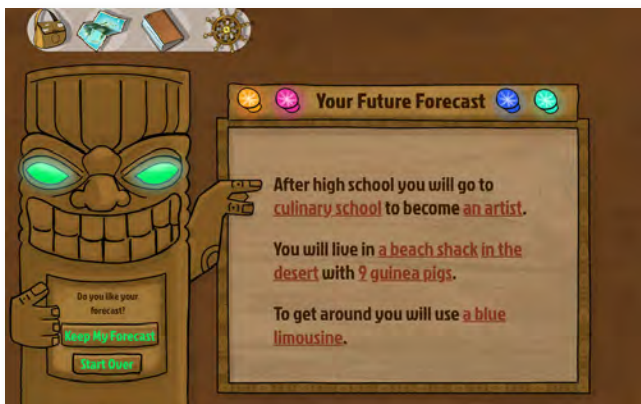 Your Future Forecast
After high school you will go to
culinary school to become an artist.
You will live in a beach shack in the
desert with 9 guinea pigs.
To get around you will use a blue
limousine.
Do you like your
forecast?
Keep My Forecast
Start Over